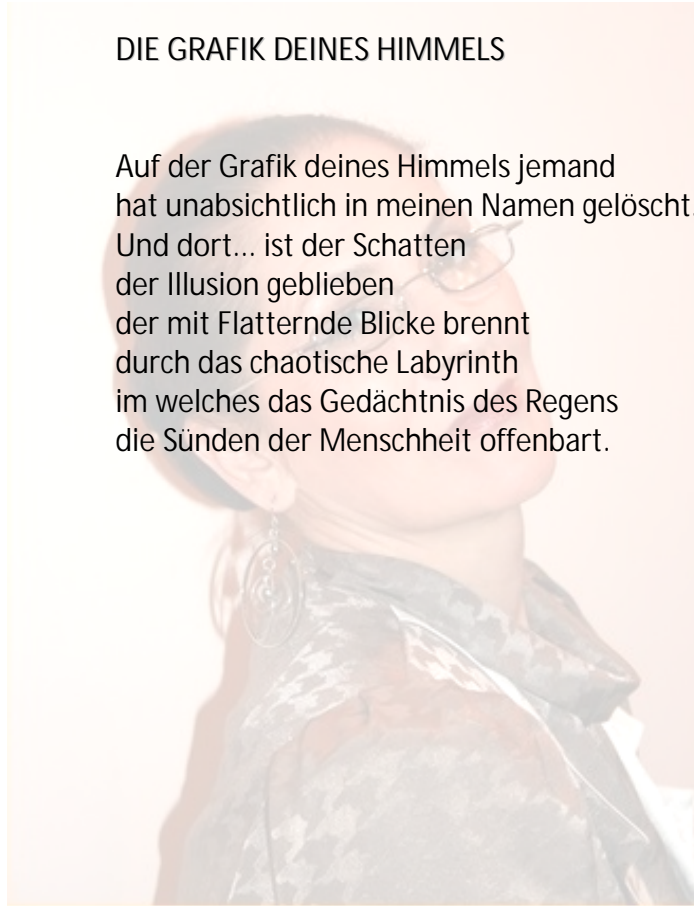 DIE GRAFIK DEINES HIMMELS
Auf der Grafik deines Himmels jemand
hat unabsichtlich in meinen Namen gelöscht.
Und dort... ist der Schatten
der Illusion geblieben
der mit Flatternde Blicke brennt
durch das chaotische Labyrinth
im welches das Gedächtnis des Regens
die Sünden der Menschheit offenbart.